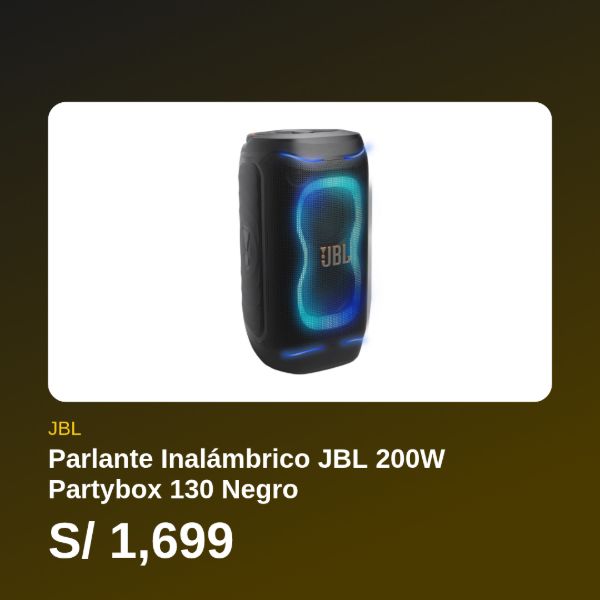 JBL
JBL
Parlante Inalámbrico JBL 200W
Partybox 130 Negro
S/ 1,699